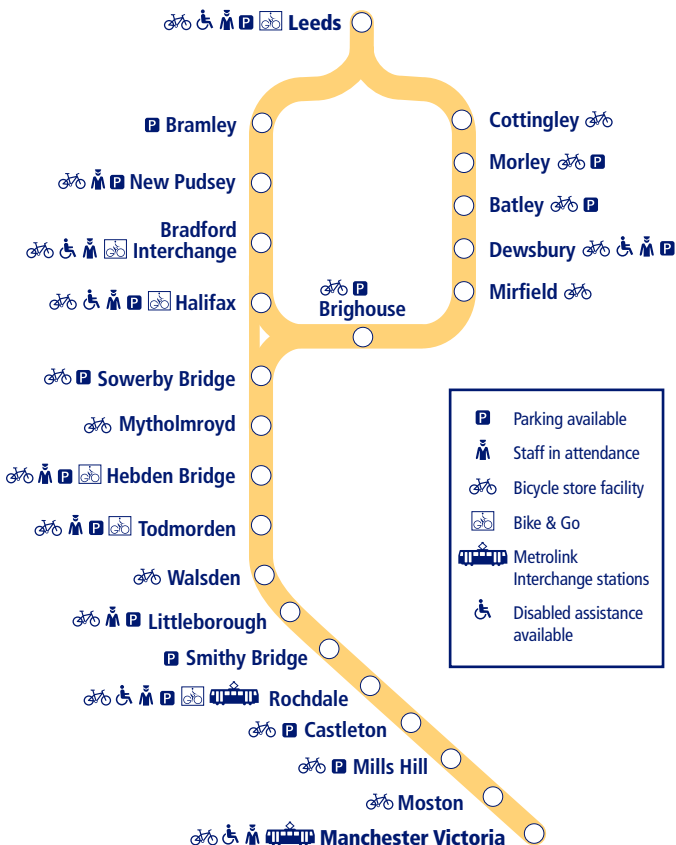 Leeds
Bramley
New Pudsey
Bradford
Interchange
Halifax
Sowerby Bridge
Mytholmroyd
Hebden Bridge
Todmorden
Walsden
Littleborough
Smithy Bridge
Rochdale
Castleton
Mills Hill
Moston
Manchester Victoria
Brighouse
Cottingley
Morley
Batley
Dewsbury
Mirfield
P Parking available
Staff in attendance
Bicycle store facility
Bike & Go
Metrolink
Interchange stations
Disabled assistance
available